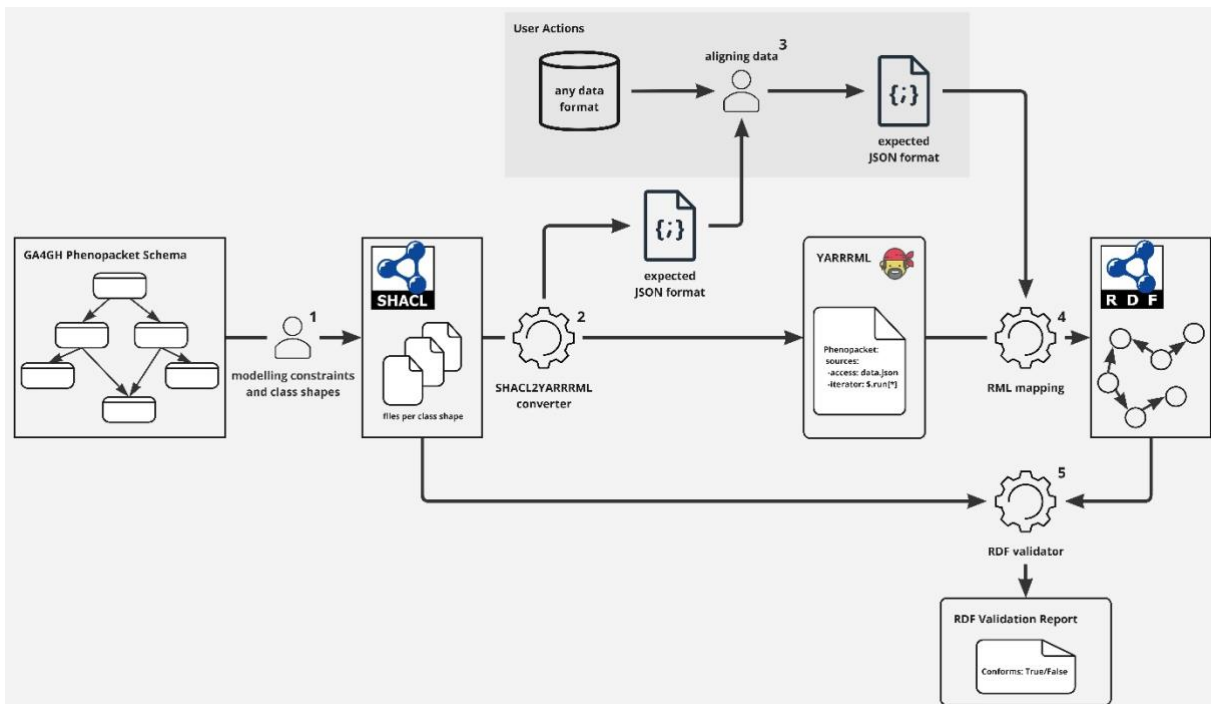 User Actions
any data
format
aligning data
3
{;}
expected
JSON format
GA4GH Phenopacket Schema
1
modelling constraints
and class shapes
SHACL
files per class shape
2
SHACL2YARRRML
converter
{;}
expected
JSON format
YARRRML
Phenopacket:
sources:
-access: data.json
-iterator: $.run[*]
4
RML mapping
RDF
5
RDF validator
RDF Validation Report
Conforms: True/False